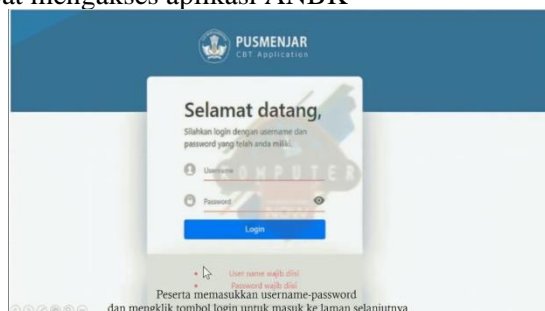 mengakses aplikasi ANBK
PUSMENJAR
CBT Application
Selamat datang,
Silahkan login dengan username dan
password yang telah anda miliki.
Username
KOMPUTER
Password
Login
User name wajib diisi
Password wajib diisi
Peserta memasukkan username-password
dan mengklik tombol login untuk masuk ke laman selanjutnya